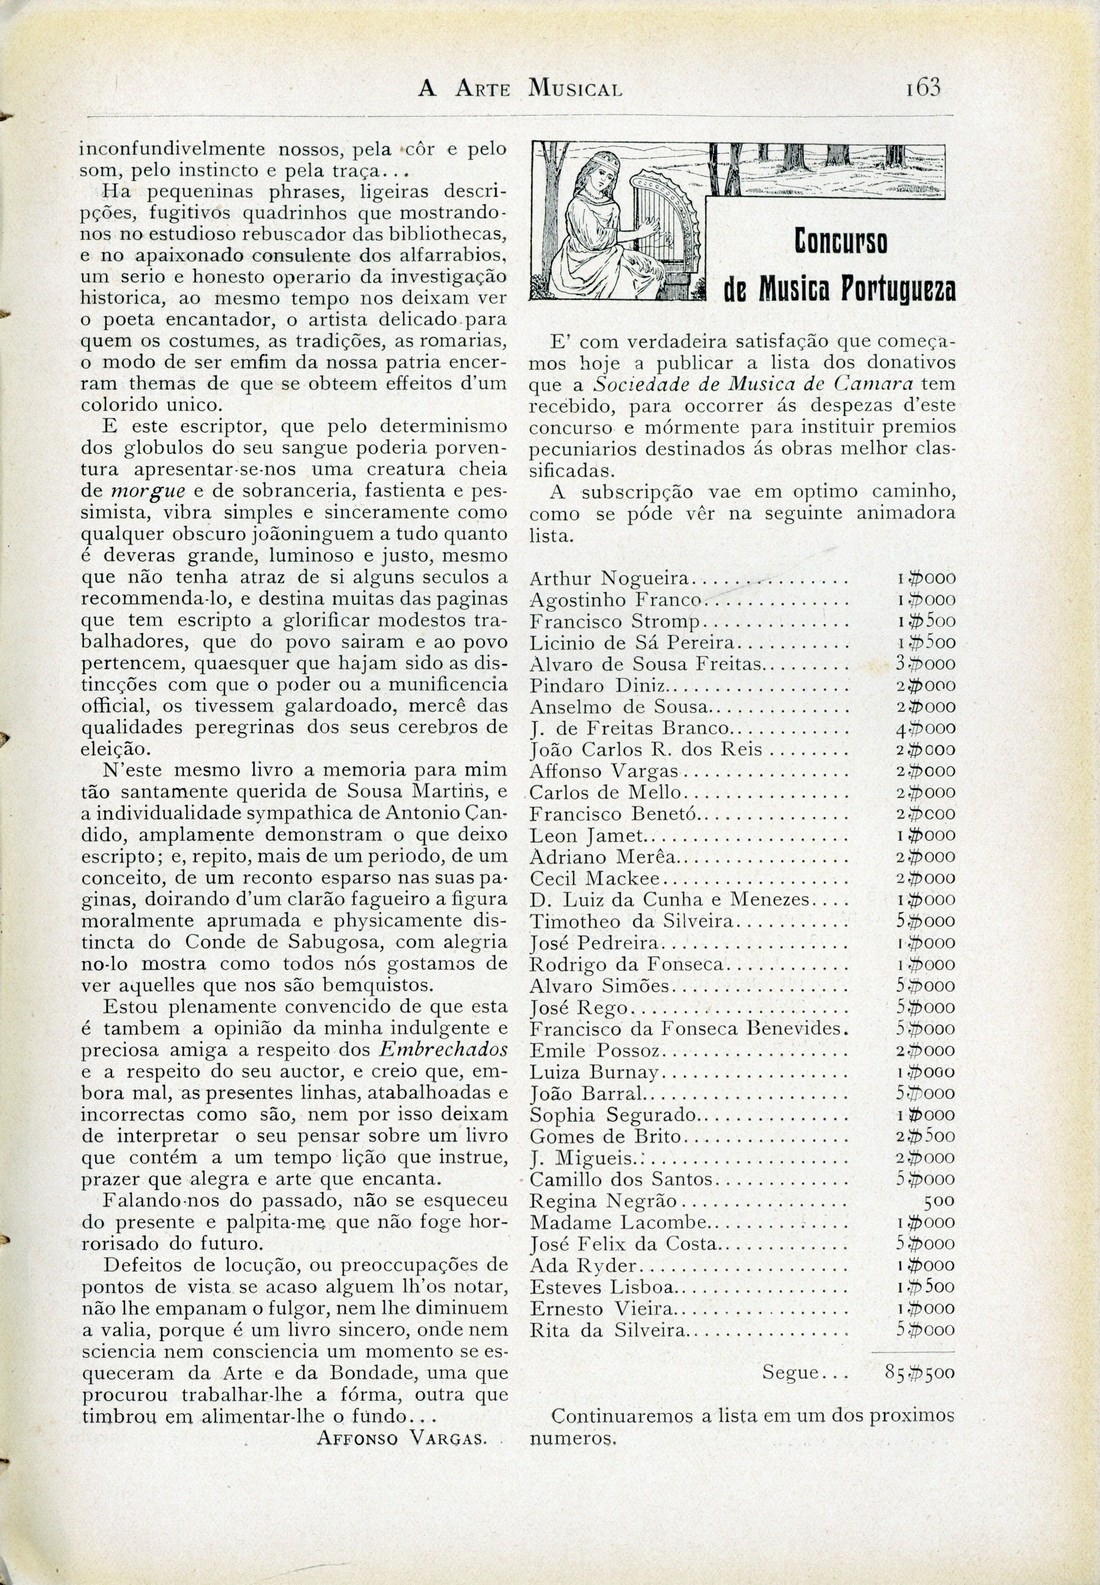 A Arte Musical 163
inconfundivelmente nossos, pela côr e pelo
som, pelo instincto e pela traça...
Ha pequeninas phrases, ligeiras descri-
pções, fugitivos quadrinhos que mostrando-
nos no estudioso rebuscador das bibliothecas,
e no apaixonado consulente dos alfarrabios,
um serio e honesto operario da investigação
historica, ao mesmo tempo nos deixam ver
o poeta encantador, o artista delicado para
quem os costumes, as tradições, as romarias,
o modo de ser emfim da nossa patria encer-
ram themas de que se obteem effeitos d'um
colorido unico.
E este escriptor, que pelo determinismo
dos globulos do seu sangue poderia porven-
tura apresentar-se-nos uma creatura cheia
de morgue e de sobranceria, fastienta e pes-
simista, vibra simples e sinceramente como
qualquer obscuro joãoninguem a tudo quanto
é deveras grande, luminoso e justo, mesmo
que não tenha atraz de si alguns seculos a
recommenda-lo, e destina muitas das paginas
que tem escripto a glorificar modestos tra-
balhadores, que do povo sairam e ao povo
pertencem, quaesquer que hajam sido as dis-
tincções com que o poder ou a munificencia
official, os tivessem galardoado, mercê das
qualidades peregrinas dos seus cerebros de
eleição.
N'este mesmo livro a memoria para mim
tão santamente querida de Sousa Martins, e
a individualidade sympathica de Antonio Can-
dido, amplamente demonstram o que deixo
escripto; e, repito, mais de um periodo, de um
conceito, de um reconto esparso nas suas pa-
ginas, doirando d'um clarão fagueiro a figura
moralmente aprumada e physicamente dis-
tincta do Conde de Sabugosa, com alegria
no-lo mostra como todos nós gostamos de
ver aquelles que nos são bemquistos.
Estou plenamente convencido de que esta
é tambem a opinião da minha indulgente e
preciosa amiga a respeito dos Embrechados
e a respeito do seu auctor, e creio que, em-
bora mal, as presentes linhas, atabalhoadas e
incorrectas como são, nem por isso deixam
de interpretar o seu pensar sobre um livro
que contém a um tempo lição que instrue,
prazer que alegra e arte que encanta.
Falando-nos do passado, não se esqueceu
do presente e palpita-me que não foge hor-
rorisado do futuro.
Defeitos de locução, ou preoccupações de
pontos de vista se acaso alguem lh'os notar,
não lhe empanam o fulgor, nem lhe diminuem
a valia, porque é um livro sincero, onde nem
sciencia nem consciencia um momento se es-
queceram da Arte e da Bondade, uma que
procurou trabalhar-lhe a fórma, outra que
timbrou em alimentar-lhe o fundo...
Affonso Vargas.
Concurso
de Musica Portugueza
E' com verdadeira satisfação que começa-
mos hoje a publicar a lista dos donativos
que a Sociedade de Musica de Camara tem
recebido, para occorrer ás despezas d'este
concurso e mórmente para instituir premios
pecuniarios destinados ás obras melhor clas-
sificadas.
A subscripção vae em optimo caminho,
como se póde vêr na seguinte animadora
lista.
Arthur Nogueira............... 1$000
Agostinho Franco.............. 1$000
Francisco Stromp.............. 1$500
Licinio de Sá Pereira........... 1$500
Alvaro de Sousa Freitas......... 3$000
Pindaro Diniz.................. 2$000
Anselmo de Sousa.............. 2$000
J. de Freitas Branco............ 4$000
João Carlos R. dos Reis ........ 2$000
Affonso Vargas ................ 2$000
Carlos de Mello................ 2$000
Francisco Benetó............... 2$000
Leon Jamet.................... 1$000
Adriano Merêa................. 2$000
Cecil Mackee................... 2$000
D. Luiz da Cunha e Menezes.... 1$000
Timotheo da Silveira........... 5$000
José Pedreira................... 1$000
Rodrigo da Fonseca............ 1$000
Alvaro Simões................. 5$000
José Rego..................... 5$000
Francisco da Fonseca Benevides. 5$000
Emile Possoz.................. 2$000
Luiza Burnay.................. 1$000
João Barral.................... 5$000
Sophia Segurado............... 1$000
Gomes de Brito................ 2$500
J. Migueis..................... 2$000
Camillo dos Santos............. 5$000
Regina Negrão ................ 500
Madame Lacombe.............. 1$000
José Felix da Costa............. 5$000
Ada Ryder.................... 1$000
Esteves Lisboa................. 1$500
Ernesto Vieira................. 1$000
Rita da Silveira................ 5$000
Segue... 85$500
Continuaremos a lista em um dos proximos
numeros.